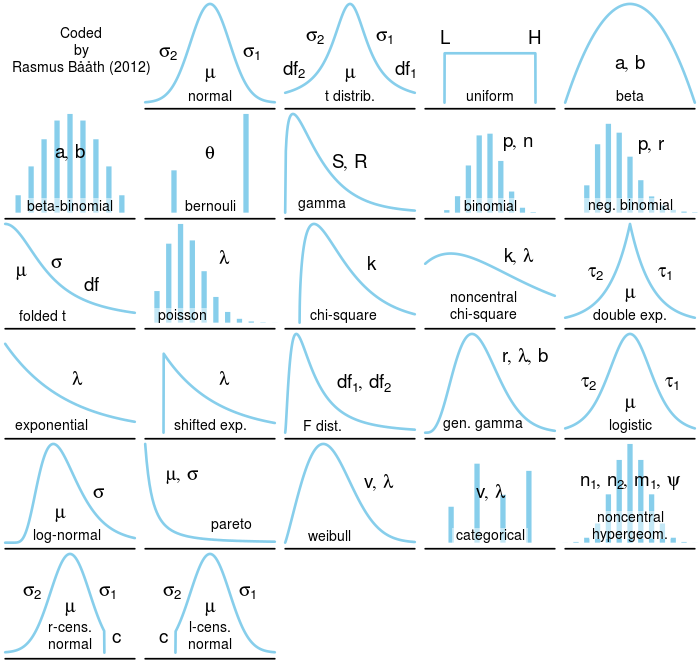 Coded
by
Rasmus Bååth (2012)
σ2 σ1
μ
normal
σ2 σ1
df2 μ df1
t distrib.
L H
uniform
a, b
beta
a, b
beta-binomial
θ
bernouli
S, R
gamma
p, n
binomial
p, r
neg. binomial
μ σ df
folded t
λ
poisson
k
chi-square
k, λ
noncentral
chi-square
τ2 τ1
μ
double exp.
λ
exponential
λ
shifted exp.
df1, df2
F dist.
r, λ, b
gen. gamma
τ2 τ1
μ
logistic
σ
μ
log-normal
μ, σ
pareto
v, λ
weibull
v, λ
categorical
n1, n2, m1, ψ
noncentral
hypergeom.
σ2 σ1
μ
r-cens.
normal c
σ2 σ1
μ
l-cens.
c normal